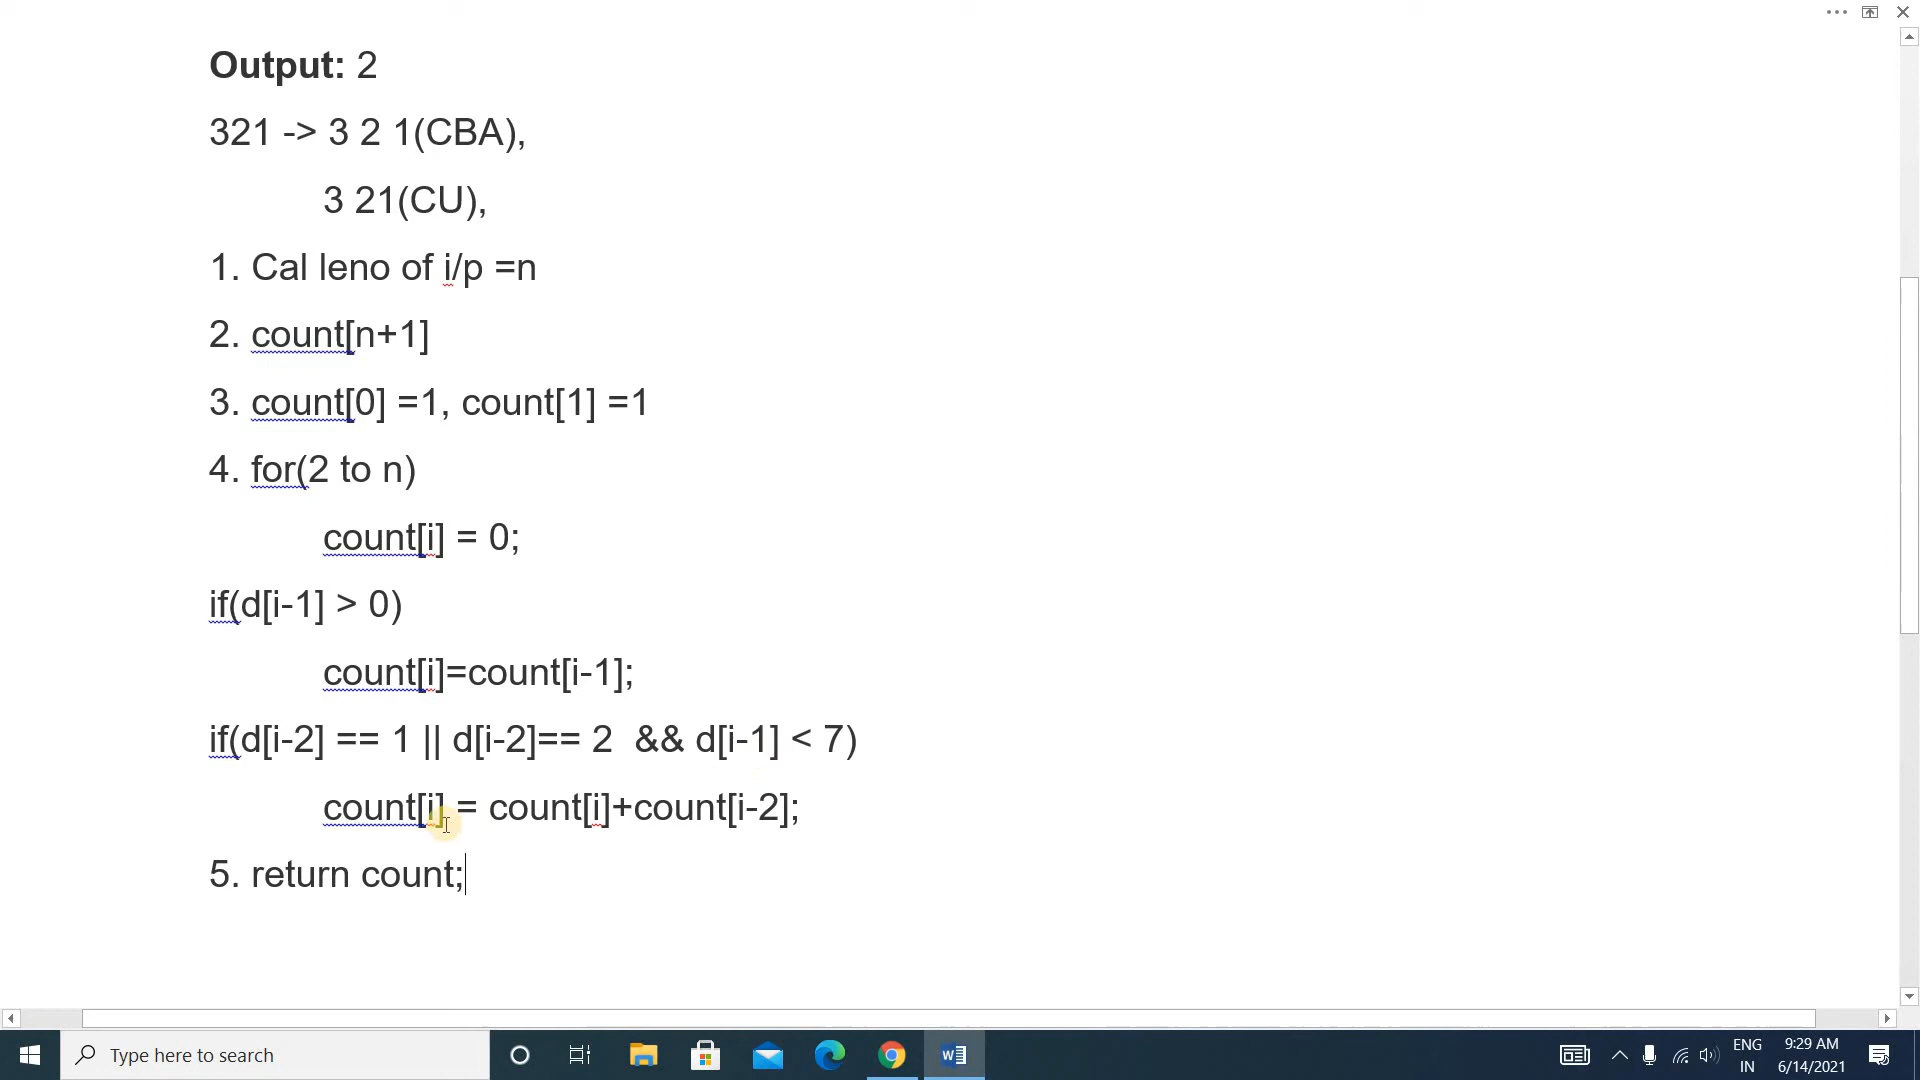 Output: 2
321 -> 3 2 1(CBA),
3 21(CU),
1. Cal leno of i/p =n
2. count[n+1]
3. count[0] =1, count[1] =1
4. for(2 to n)
count[i] = 0;
if(d[i-1] > 0)
count[i]=count[i-1];
if(d[i-2] == 1 || d[i-2]== 2 && d[i-1] < 7)
count[i] = count[i]+count[i-2];
5. return count;
Type here to search
ENG
IN
9:29 AM
6/14/2021